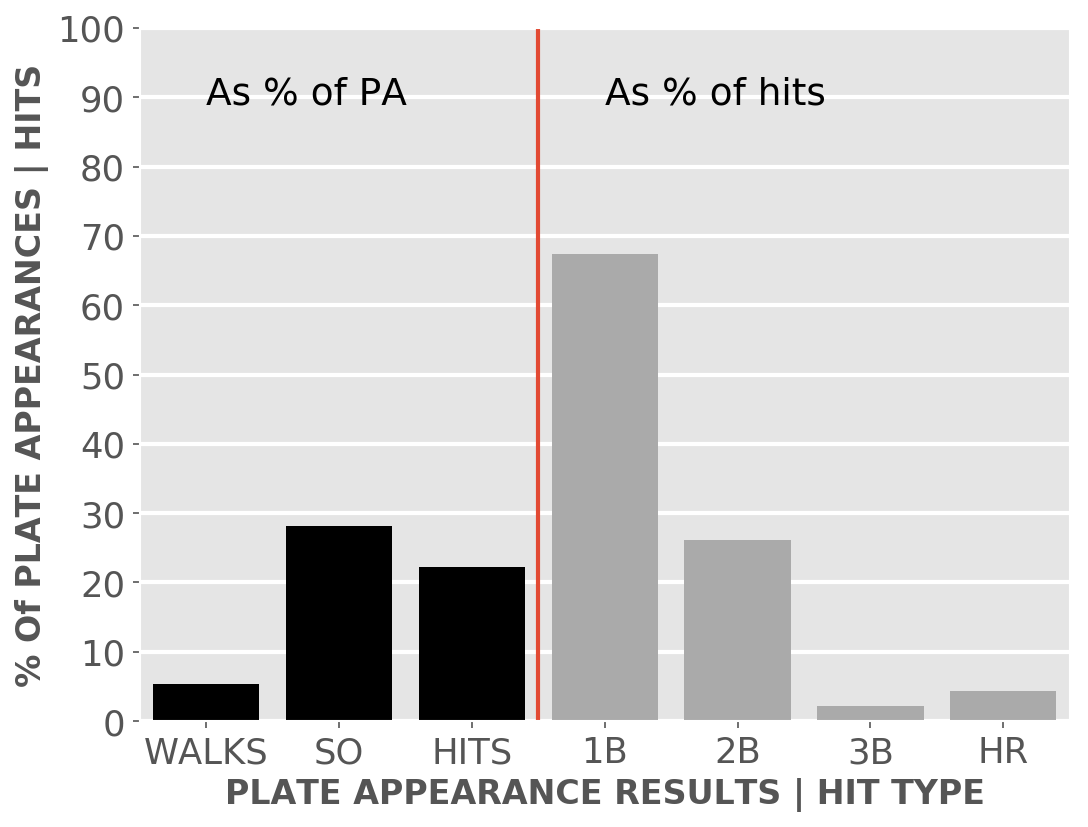 % Of PLATE APPEARANCES | HITS
100
90
80
70
60
50
40
30
20
10
0
As % of PA
As % of hits
WALKS SO HITS 1B 2B 3B HR
PLATE APPEARANCE RESULTS | HIT TYPE